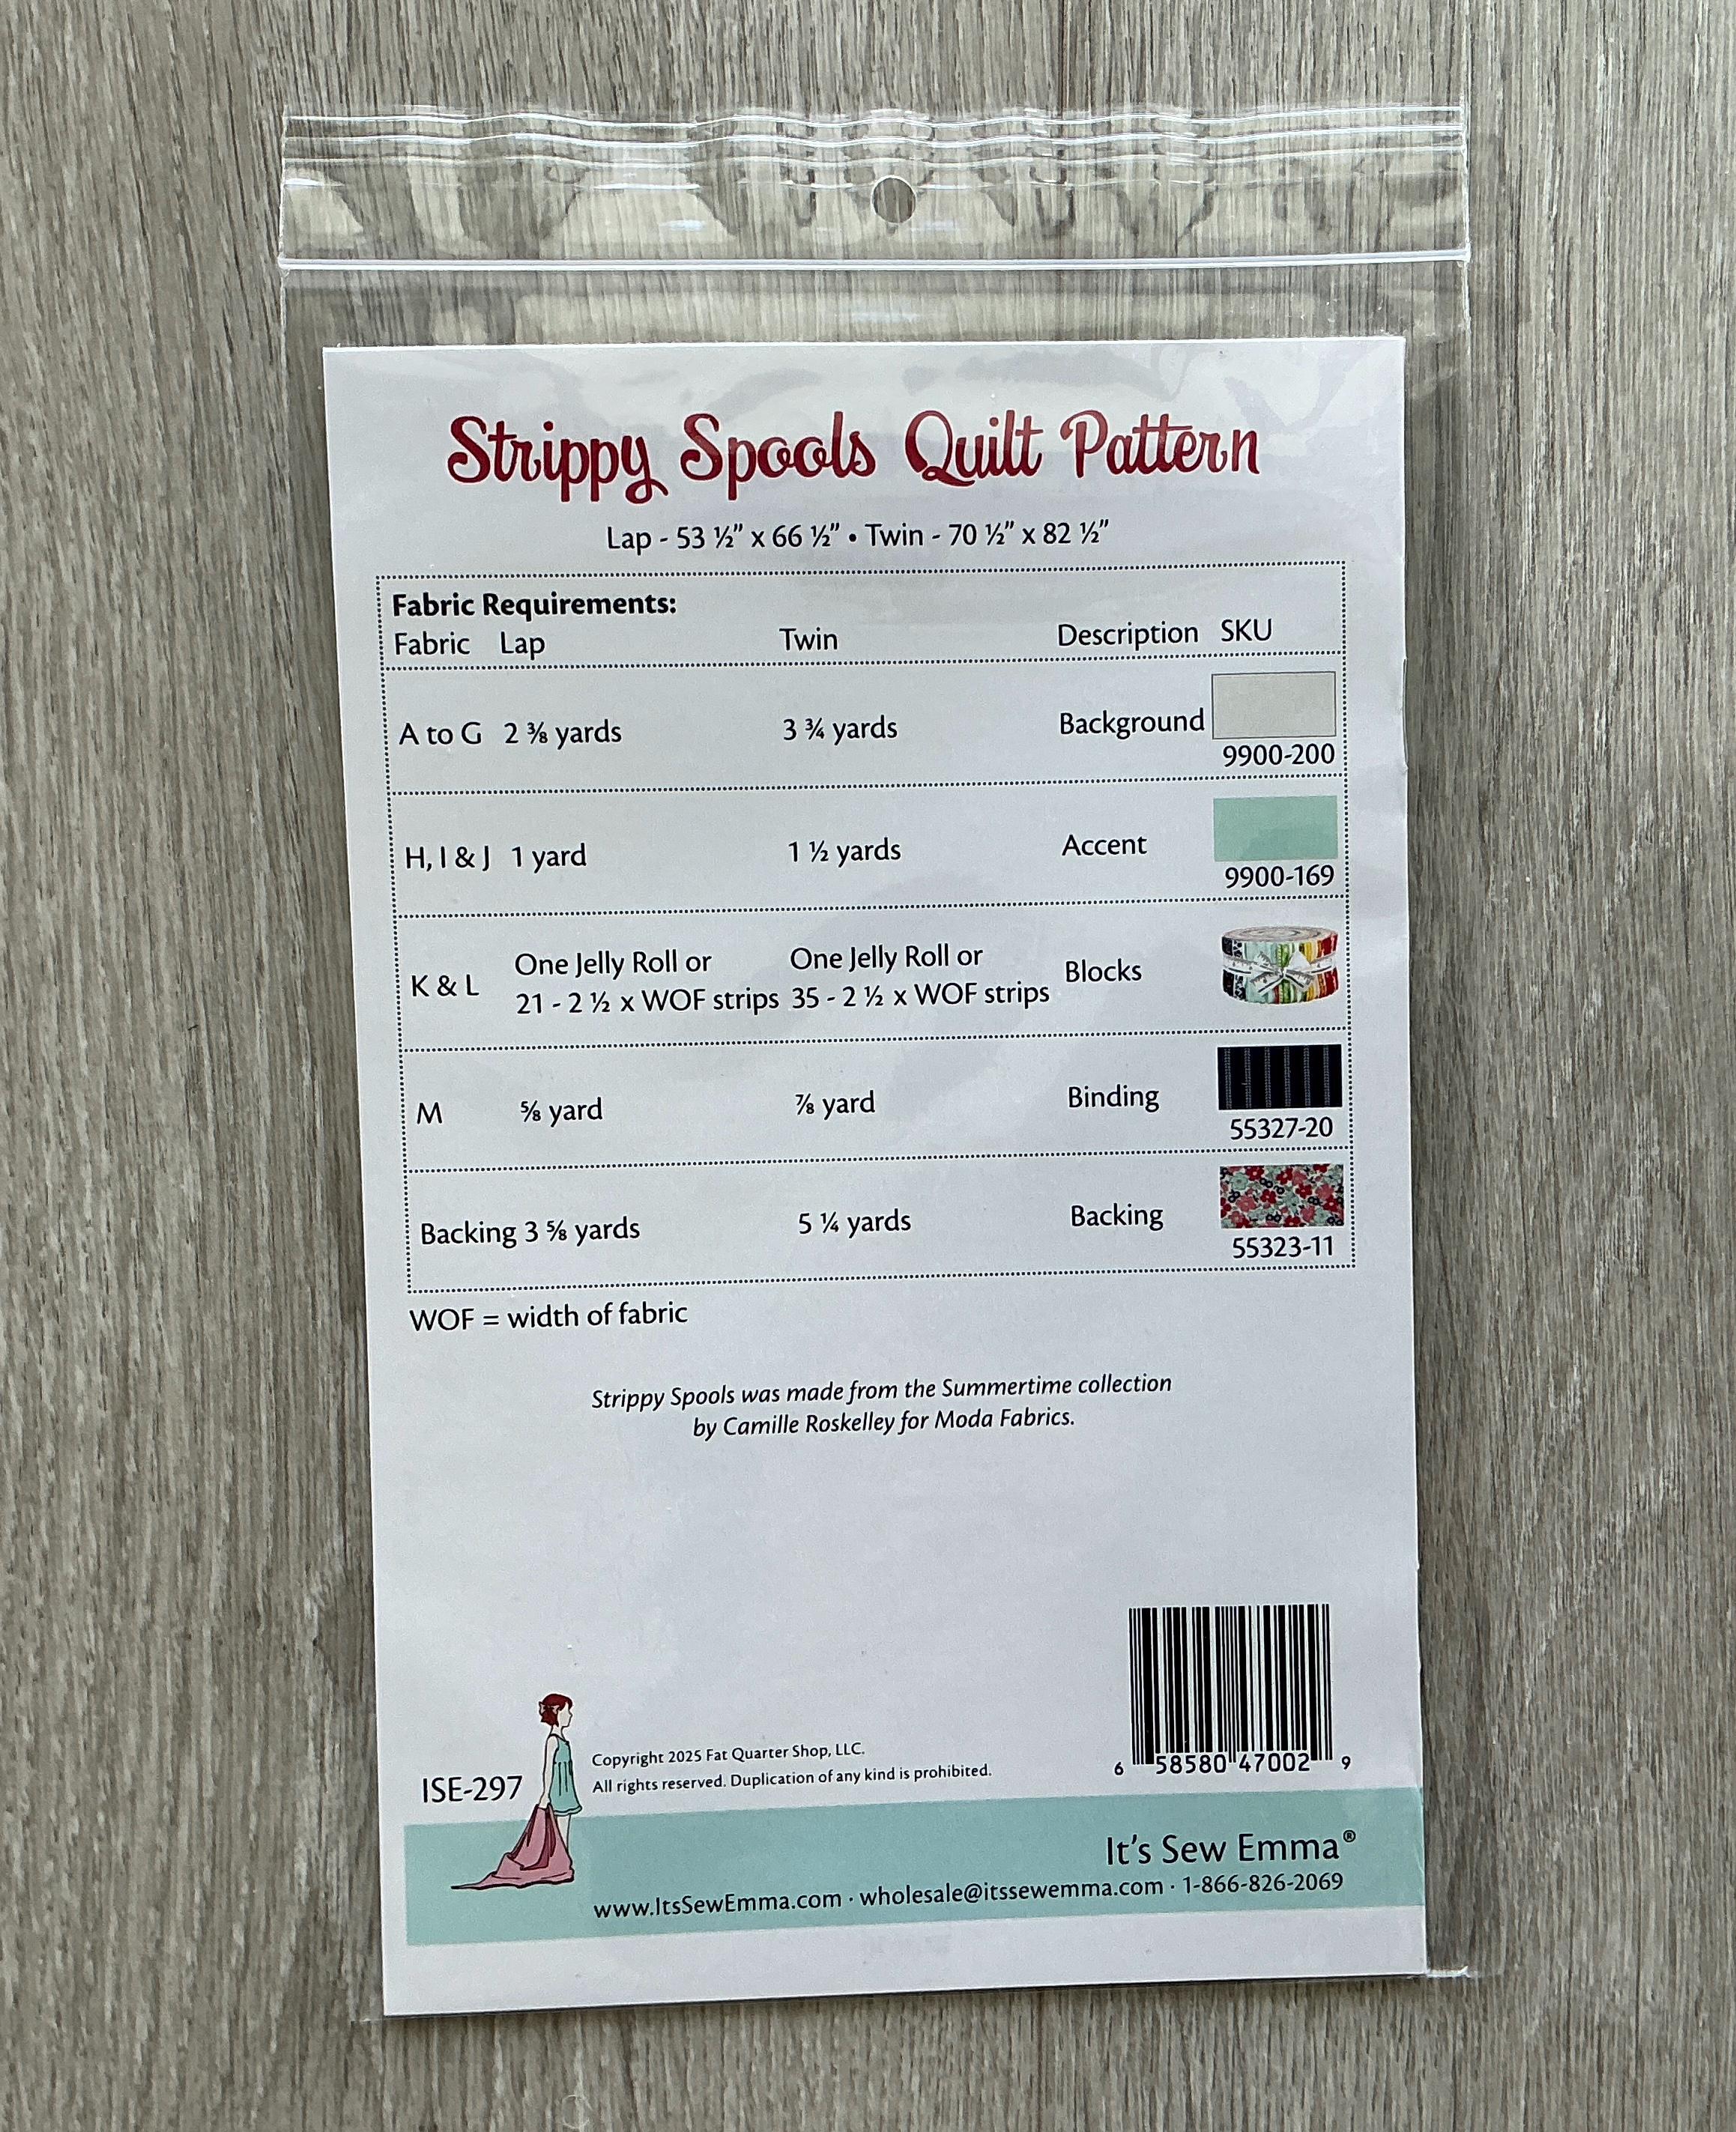 Strippy Spools Quilt Pattern
Lap - 53 ½" x 66 ½" • Twin - 70 ½" x 82 ½"
Fabric Requirements:
Fabric Lap Twin Description SKU
A to G 2 ⅜ yards 3 ¾ yards Background
9900-200
H, I & J 1 yard 1 ½ yards Accent
9900-169
One Jelly Roll or One Jelly Roll or
K & L Blocks
21 - 2 ½ x WOF strips 35 - 2 ½ x WOF strips
M ⅝ yard ⅞ yard Binding
55327-20
Backing 3 ⅝ yards 5 ¼ yards Backing
55323-11
WOF = width of fabric
Strippy Spools was made from the Summertime collection
by Camille Roskelley for Moda Fabrics.
6 58580 47002 9
Copyright 2025 Fat Quarter Shop, LLC.
All rights reserved. Duplication of any kind is prohibited.
ISE-297
It's Sew Emma®
www.ItsSewEmma.com · wholesale@itssewemma.com · 1-866-826-2069